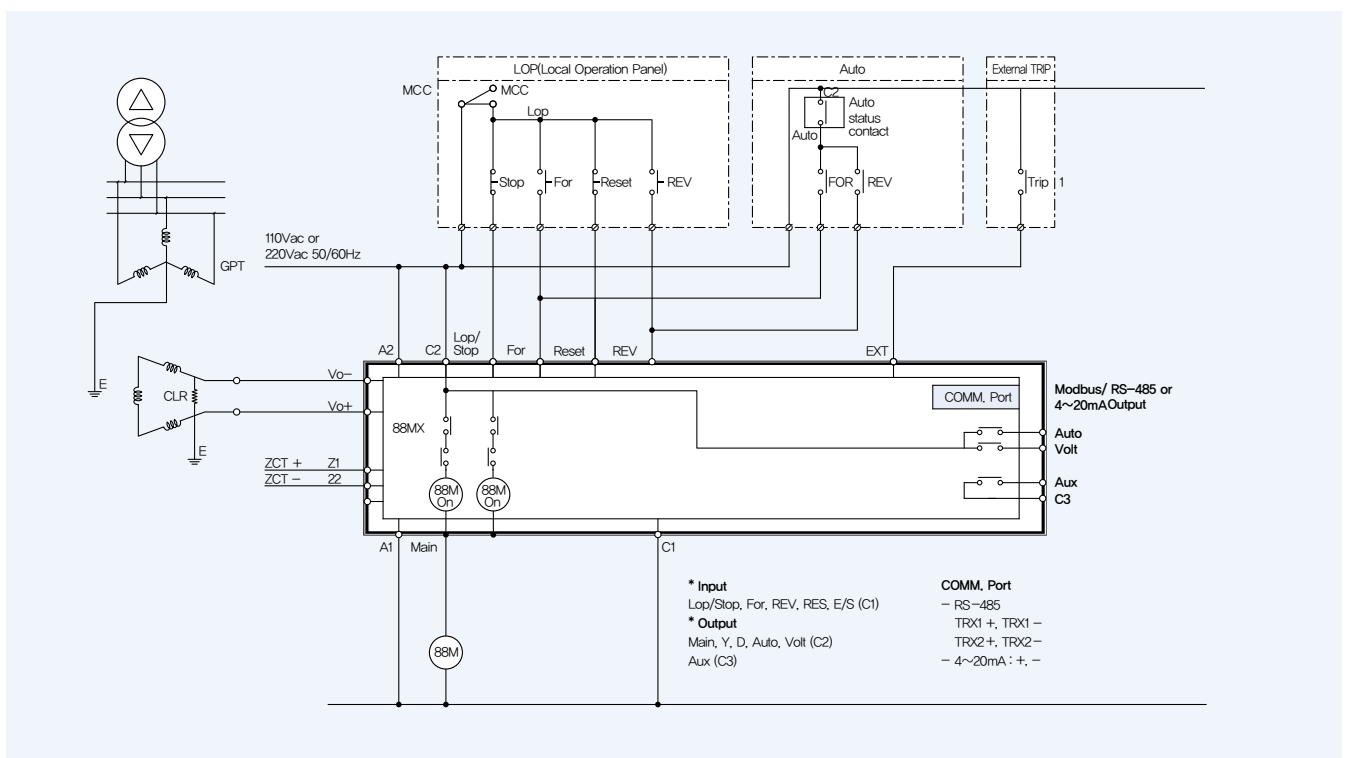 LOP(Local Operation Panel)
Auto
External TRIP
MCC
MCC
Lop
C2
Auto
status
contact
Auto
Stop
For
Reset
REV
FOR
REV
Trip 1
110Vac or
220Vac 50/60Hz
GPT
A2
C2
Lop/
Stop
For
Reset
REV
EXT
E
CLR
Vo-
Vo+
E
COMM. Port
Modbus/ RS-485 or
4~20mA Output
88MX
Auto
Volt
ZCT + Z1
ZCT - 22
88M
On
88M
On
Aux
C3
A1
Main
C1
* Input
Lop/Stop, For, REV, RES, E/S (C1)
* Output
Main, Y, D, Auto, Volt (C2)
Aux (C3)
COMM. Port
- RS-485
TRX1 +, TRX1 -
TRX2+, TRX2-
- 4~20mA : +, -
88M